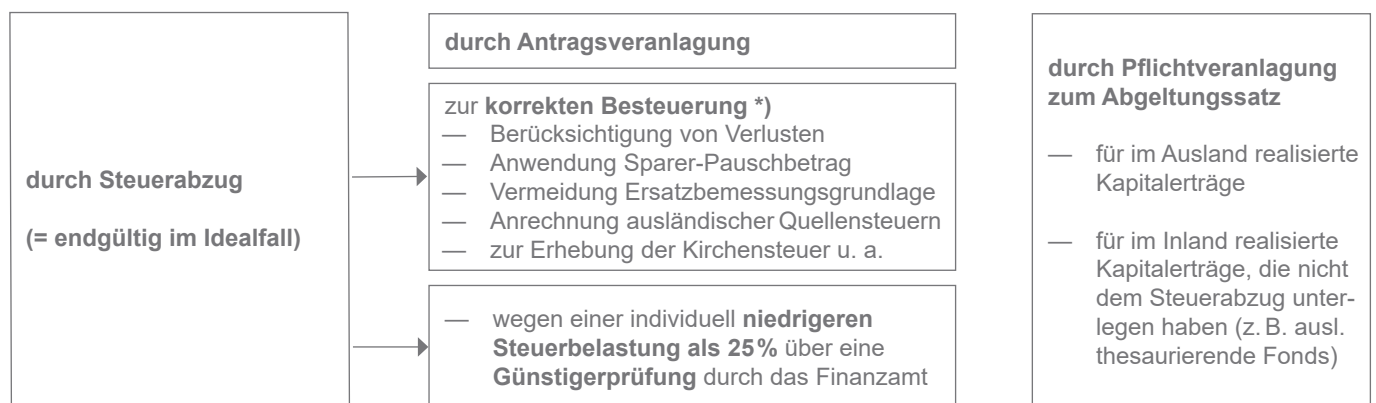 durch Steuerabzug
(= endgültig im Idealfall)
durch Antragsveranlagung
zur korrekten Besteuerung *)
— Berücksichtigung von Verlusten
— Anwendung Sparer-Pauschbetrag
— Vermeidung Ersatzbemessungsgrundlage
— Anrechnung ausländischer Quellensteuern
— zur Erhebung der Kirchensteuer u. a.
— wegen einer individuell niedrigeren
Steuerbelastung als 25 % über eine
Günstigerprüfung durch das Finanzamt
durch Pflichtveranlagung
zum Abgeltungssatz
— für im Ausland realisierte
Kapitalerträge
— für im Inland realisierte
Kapitalerträge, die nicht
dem Steuerabzug unter-
legen haben (z. B. ausl.
thesaurierende Fonds)